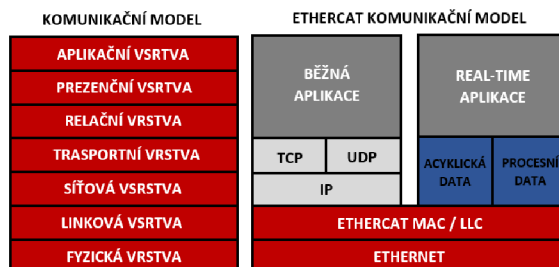 KOMUNIKAČNÍ MODEL
APLIKAČNÍ VSRTVA
PREZENČNÍ VRSTVA
RELAČNÍ VRSTVA
TRASPORTNÍ VRSTVA
SÍŤOVÁ VSRSTVA
LINKOVÁ VSRTVA
FYZICKÁ VRSTVA
ETHERCAT KOMUNIKAČNÍ MODEL
BĚŽNÁ
APLIKACE
REAL-TIME
APLIKACE
TCP
UDP
IP
ACYKLICKÁ
DATA
PROCESNÍ
DATA
ETHERCAT MAC / LLC
ETHERNET